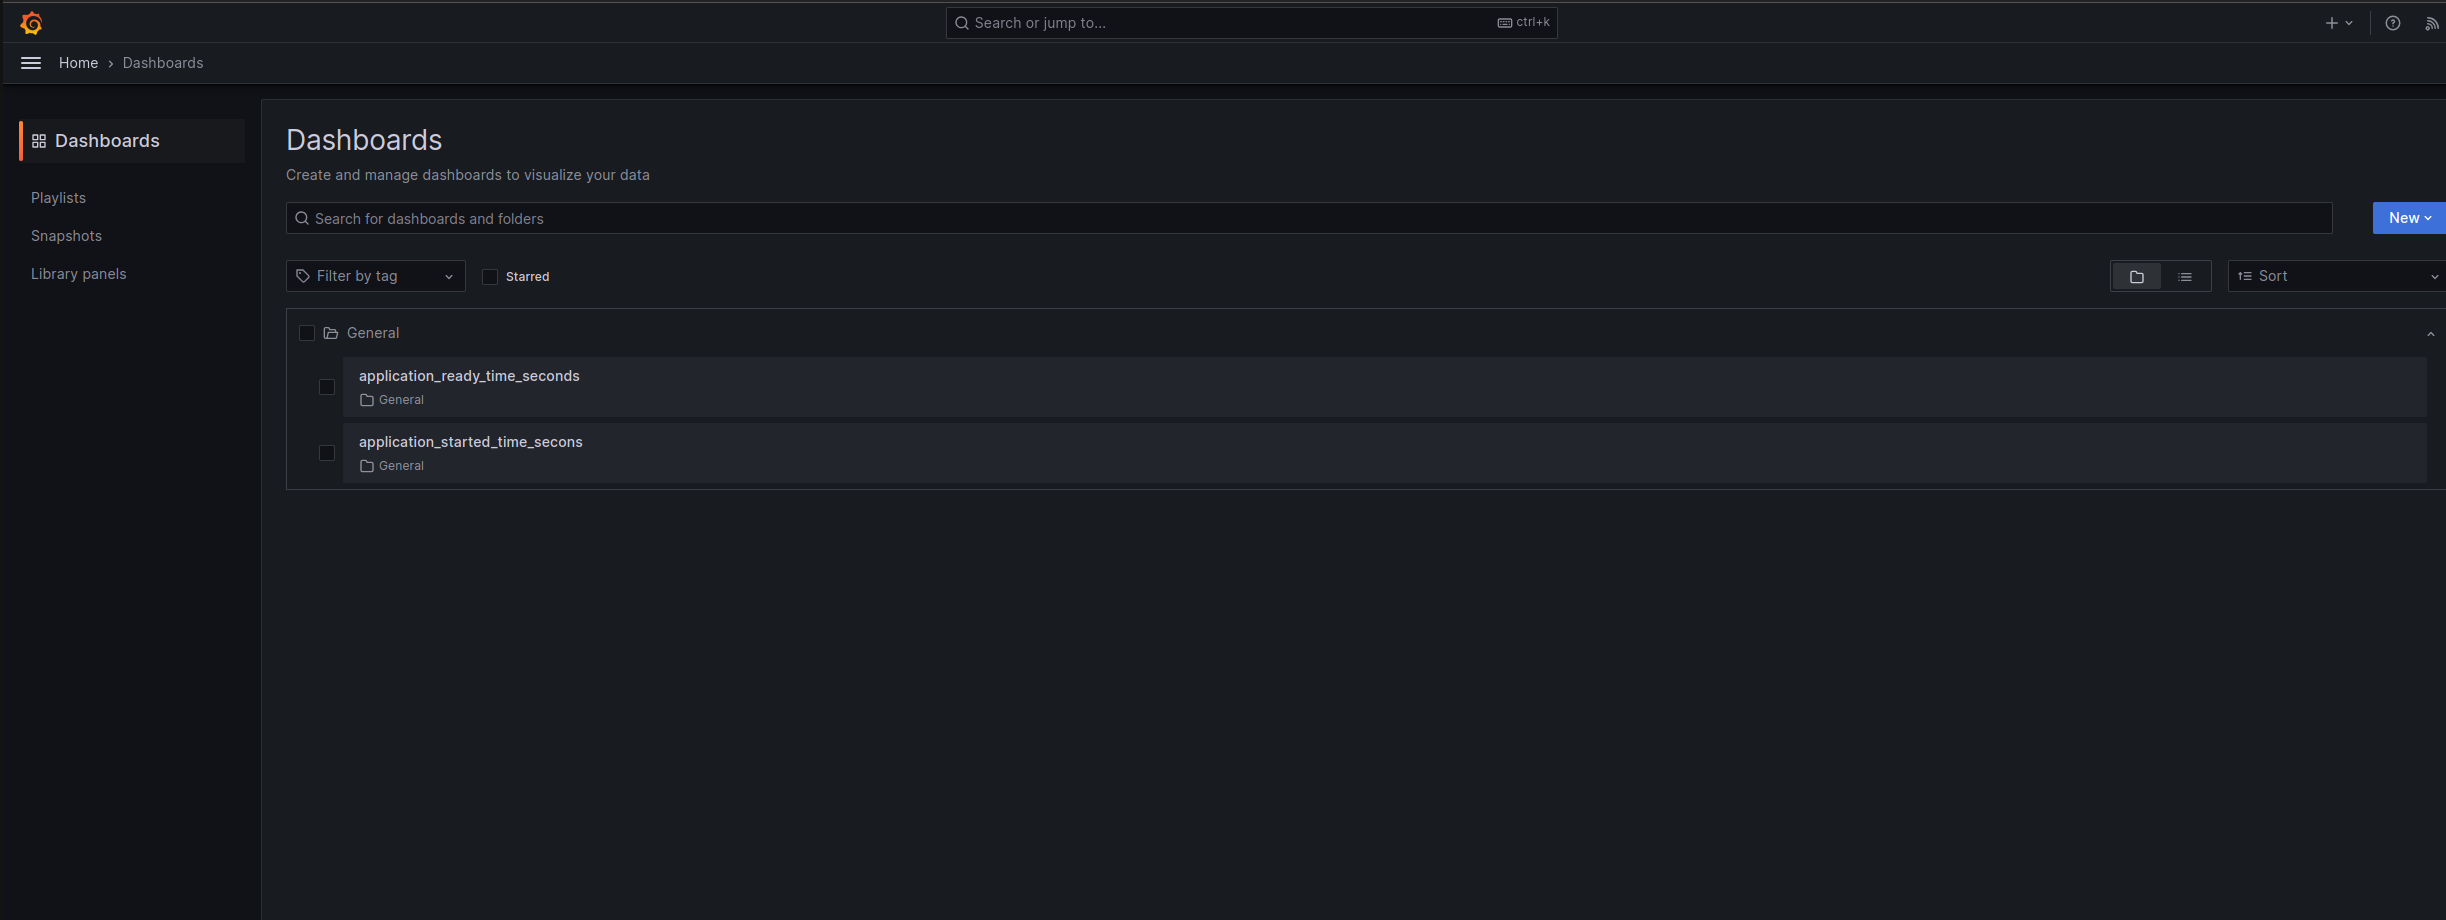 Search or jump to...
ctrl+k
Home › Dashboards
Dashboards
Playlists
Snapshots
Library panels
Dashboards
Create and manage dashboards to visualize your data
Search for dashboards and folders
New
Filter by tag
Starred
Sort
General
application_ready_time_seconds
General
application_started_time_secons
General